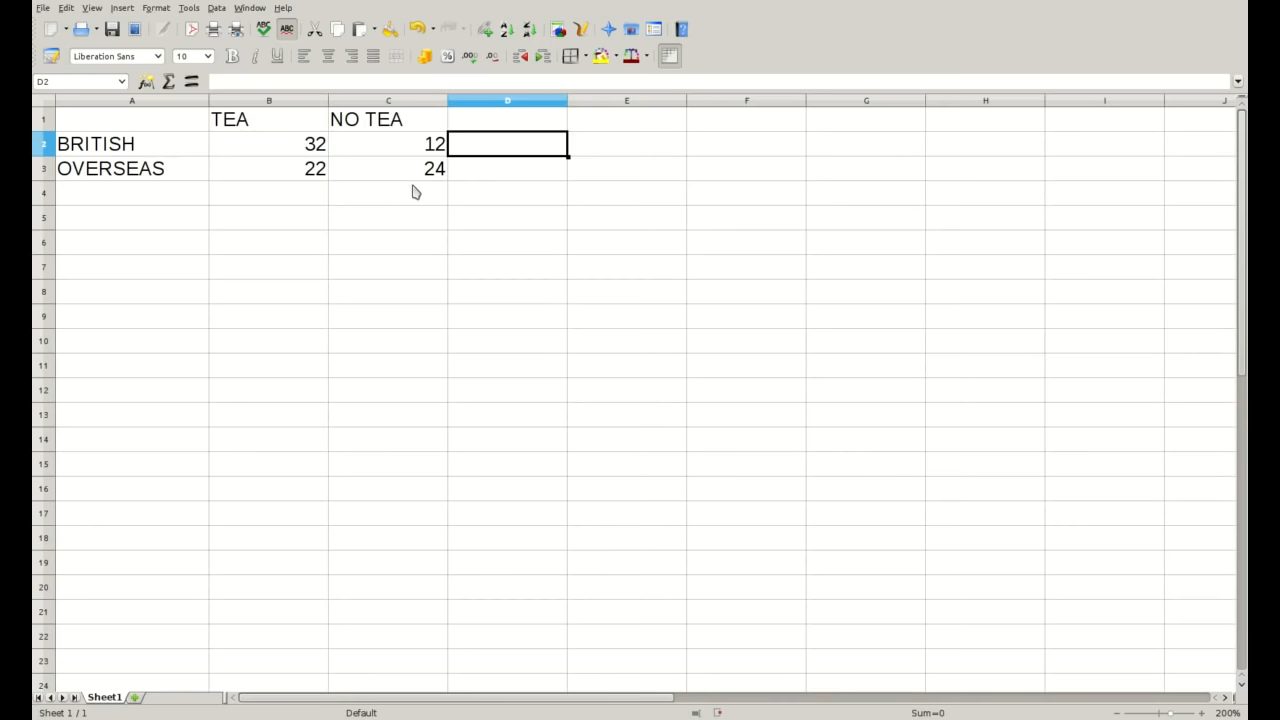 File Edit View Insert Format Tools Data Window Help
Liberation Sans 10
D2
A B C D E F G H I J
1 TEA NO TEA
2 BRITISH 32 12
3 OVERSEAS 22 24
4
5
6
7
8
9
10
11
12
13
14
15
16
17
18
19
20
21
22
23
24
Sheet1
Sheet 1 / 1 Default Sum=0 200%